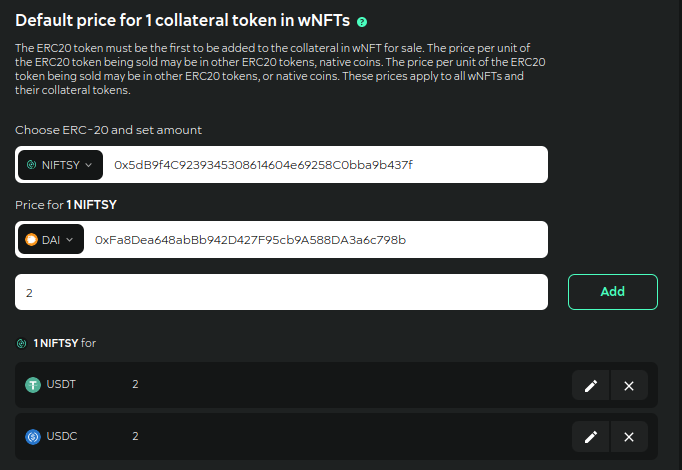 Default price for 1 collateral token in wNFTs ?
The ERC20 token must be the first to be added to the collateral in wNFT for sale. The price per unit of
the ERC20 token being sold may be in other ERC20 tokens, native coins. The price per unit of the ERC20
token being sold may be in other ERC20 tokens, or native coins. These prices apply to all wNFTs and
their collateral tokens.
Choose ERC-20 and set amount
NIFTSY 0x5dB9f4C9239345308614604e69258C0bba9b437f
Price for 1 NIFTSY
DAI 0xFa8Dea648abBb942D427F95cb9A588DA3a6c798b
2 Add
1 NIFTSY for
USDT 2
USDC 2